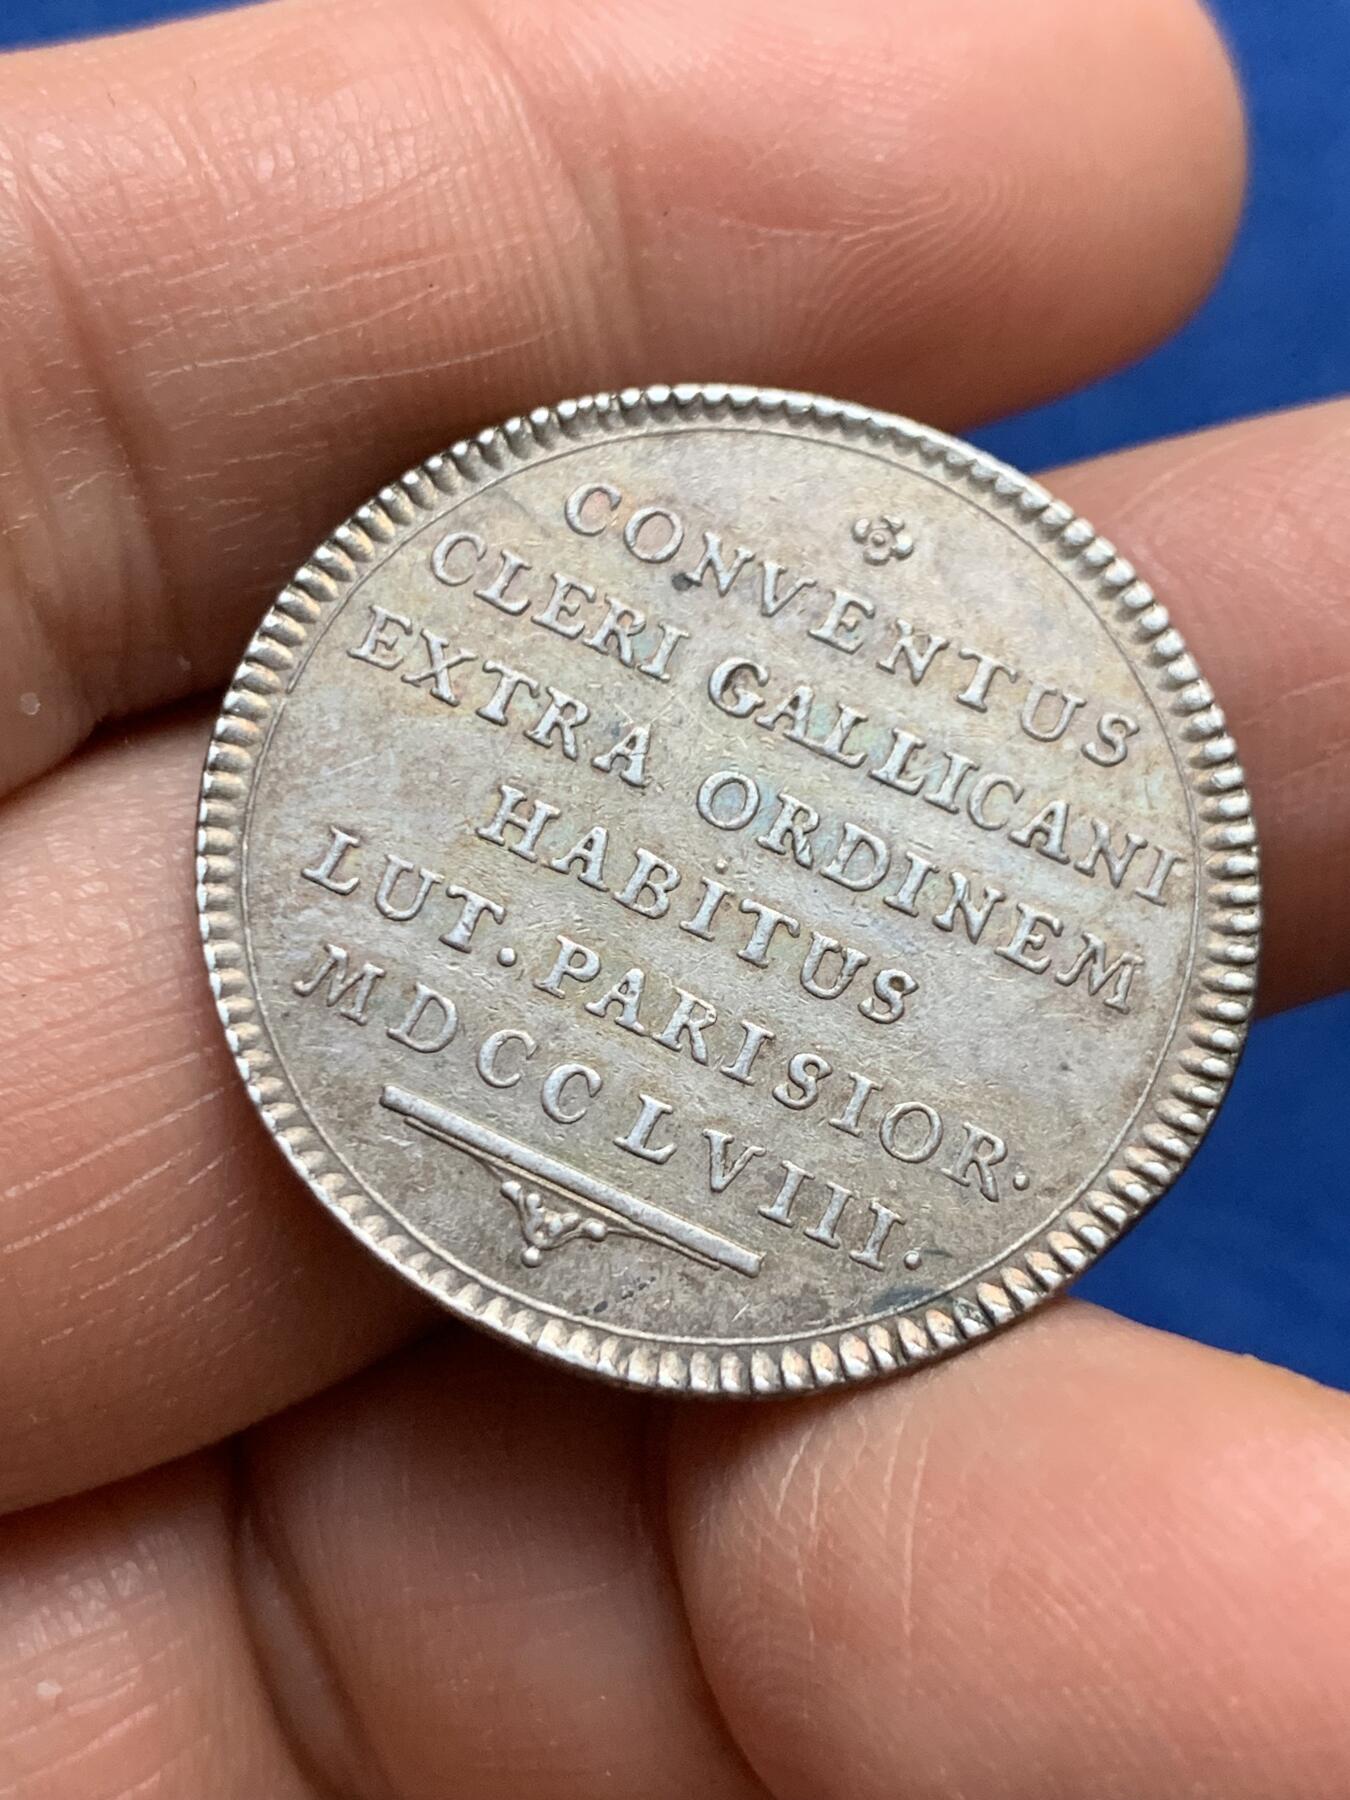 CONVENTUS
CLERI GALLICANI
EXTRA ORDINEM
HABITUS
LUT. PARISIOR.
MDCCLVIII.